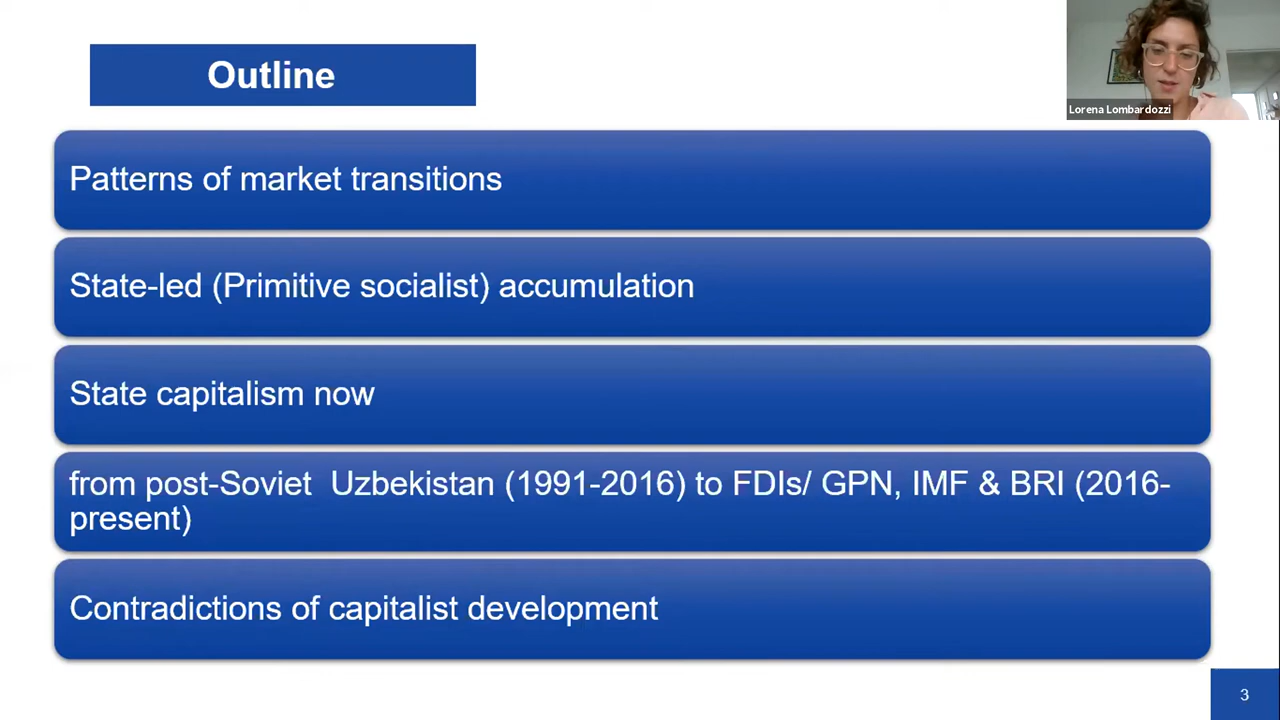 Outline
Lorena Lombardozzi
Patterns of market transitions
State-led (Primitive socialist) accumulation
State capitalism now
from post-Soviet  Uzbekistan (1991-2016) to FDIs/ GPN, IMF & BRI (2016-
present)
Contradictions of capitalist development
3